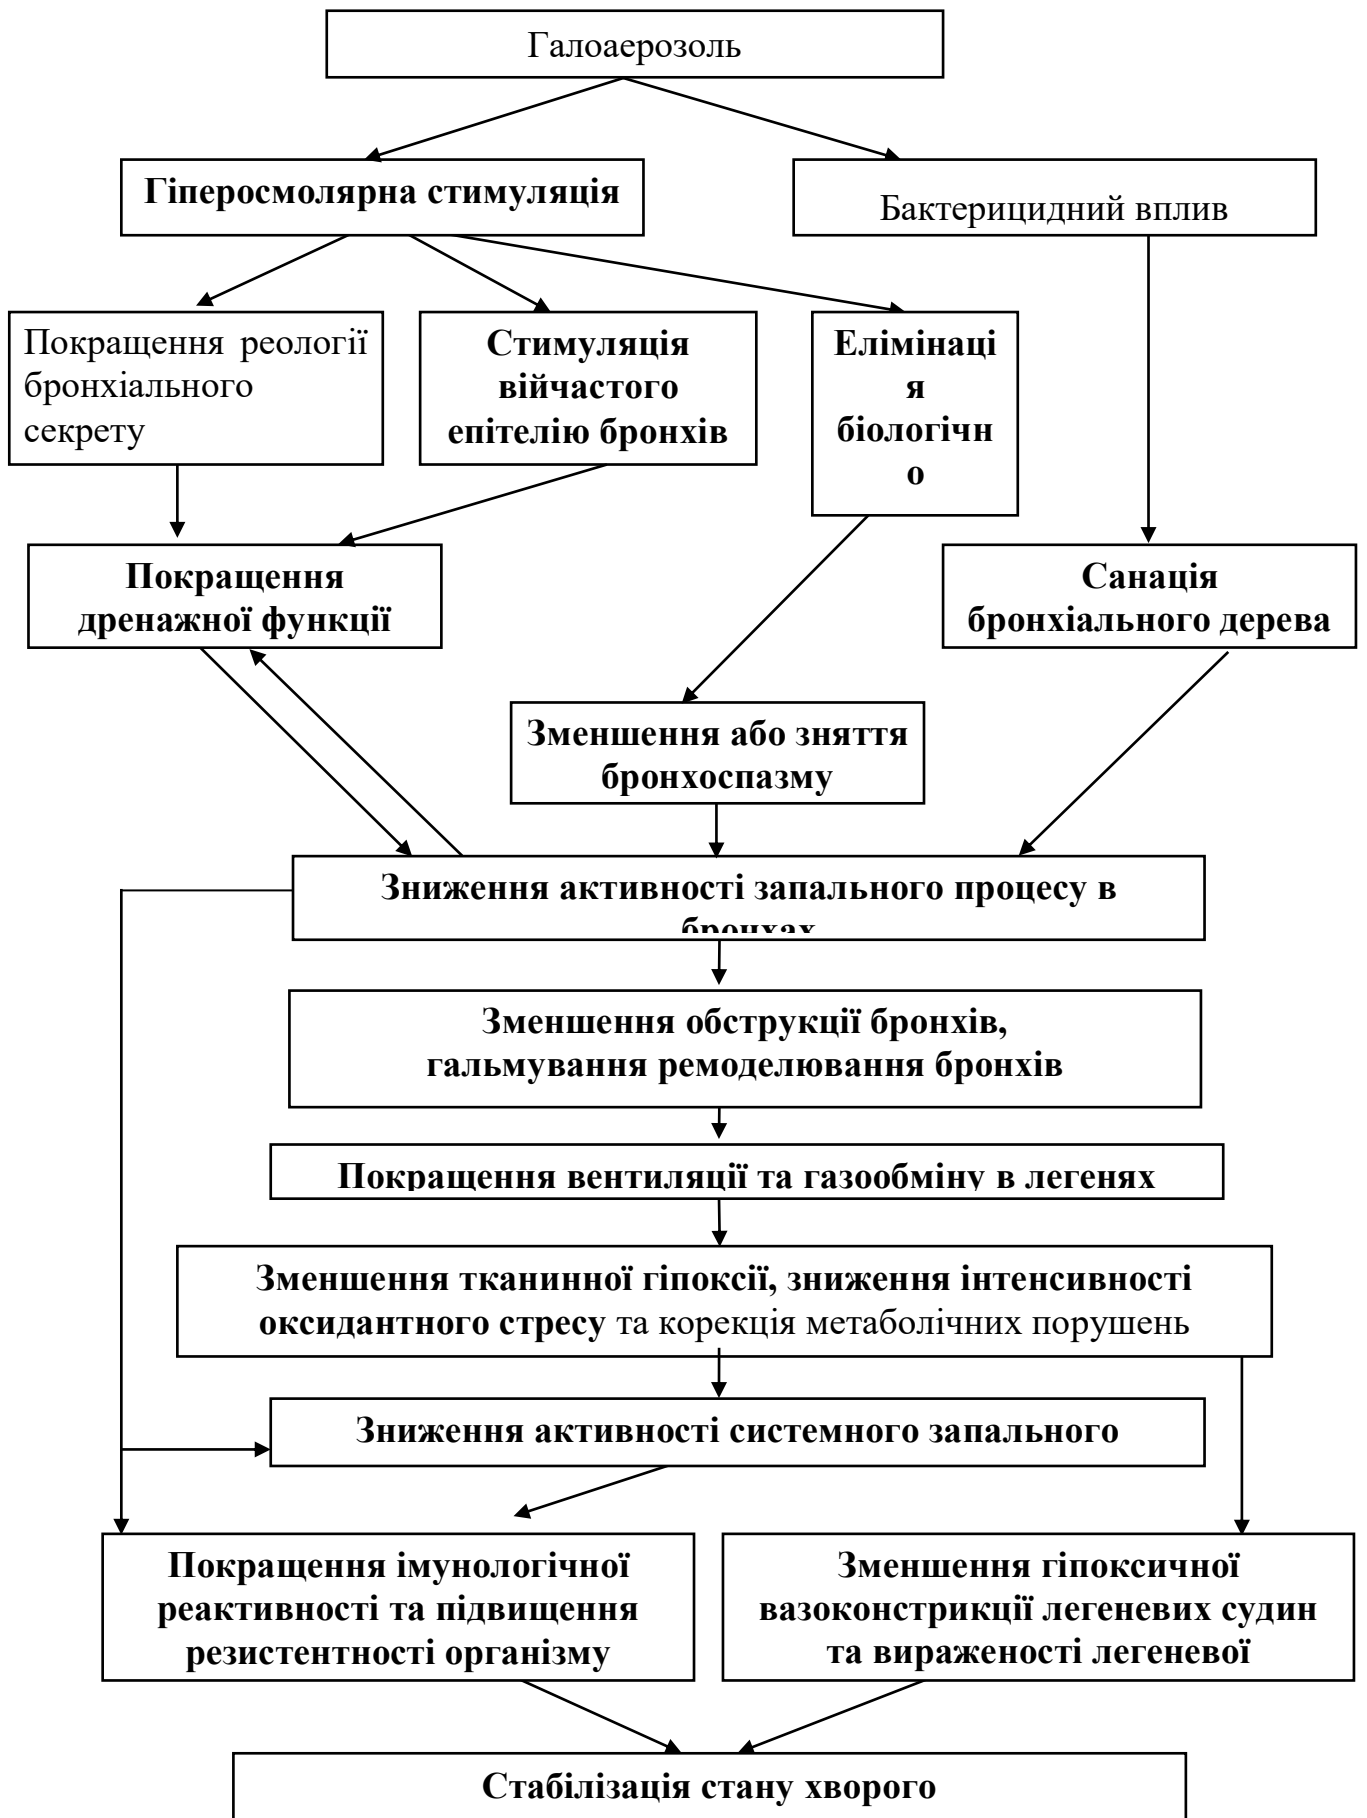 Галоаерозоль
Гіперосмолярна стимуляція
Бактерицидний вплив
Покращення реології
бронхіального
секрету
Стимуляція
війчастого
епітелію бронхів
Елімінаці
я
біологічн
о
Покращення
дренажної функції
Санація
бронхіального дерева
Зменшення або зняття
бронхоспазму
Зниження активності запального процесу в
бронхах
Зменшення обструкції бронхів,
гальмування ремоделювання бронхів
Покращення вентиляції та газообміну в легенях
Зменшення тканинної гіпоксії, зниження інтенсивності
оксидантного стресу та корекція метаболічних порушень
Зниження активності системного запального
Покращення імунологічної
реактивності та підвищення
резистентності організму
Зменшення гіпоксичної
вазоконстрикції легеневих судин
та вираженості легеневої
Стабілізація стану хворого